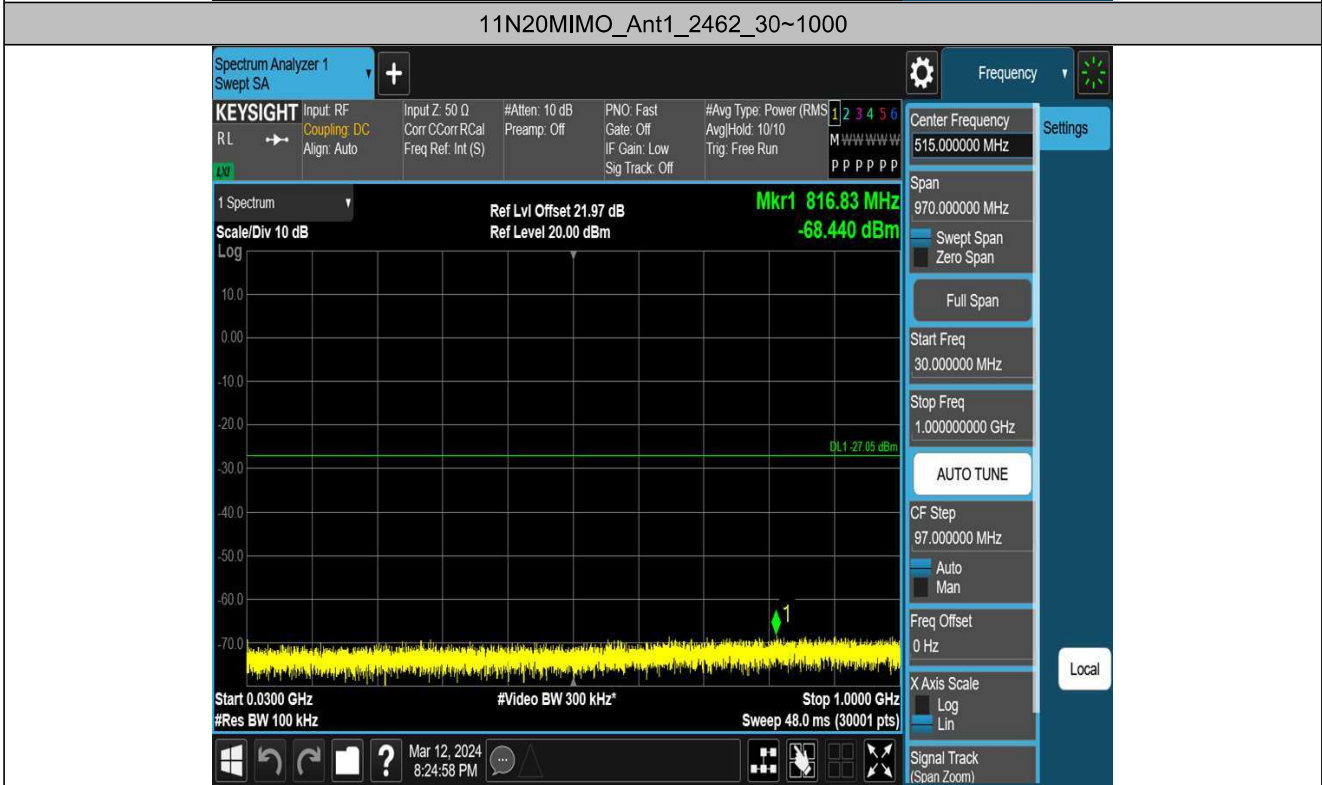 11N20MIMO_Ant1_2462_30~1000
Spectrum Analyzer 1
Swept SA
+
Frequency
KEYSIGHT
RL
LXI
Input: RF
Coupling: DC
Align: Auto
Input Z: 50 Ω
Corr CCorr RCal
Freq Ref: Int (S)
#Atten: 10 dB
Preamp: Off
PNO: Fast
Gate: Off
IF Gain: Low
Sig Track: Off
#Avg Type: Power (RMS
Avg|Hold: 10/10
Trig: Free Run
1 2 3 4 5 6
M W W W W W
P P P P P P
1 Spectrum
Scale/Div 10 dB
Log
Ref Lvl Offset 21.97 dB
Ref Level 20.00 dBm
Mkr1 816.83 MHz
-68.440 dBm
10.0
0.00
-10.0
-20.0
DL1 -27.05 dBm
-30.0
-40.0
-50.0
-60.0
1
-70.0
Start 0.0300 GHz
#Res BW 100 kHz
#Video BW 300 kHz*
Stop 1.0000 GHz
Sweep 48.0 ms (30001 pts)
Center Frequency
515.000000 MHz
Settings
Span
970.000000 MHz
Swept Span
Zero Span
Full Span
Start Freq
30.000000 MHz
Stop Freq
1.000000000 GHz
AUTO TUNE
CF Step
97.000000 MHz
Auto
Man
Freq Offset
0 Hz
Local
X Axis Scale
Log
Lin
Signal Track
(Span Zoom)
?
Mar 12, 2024
8:24:58 PM